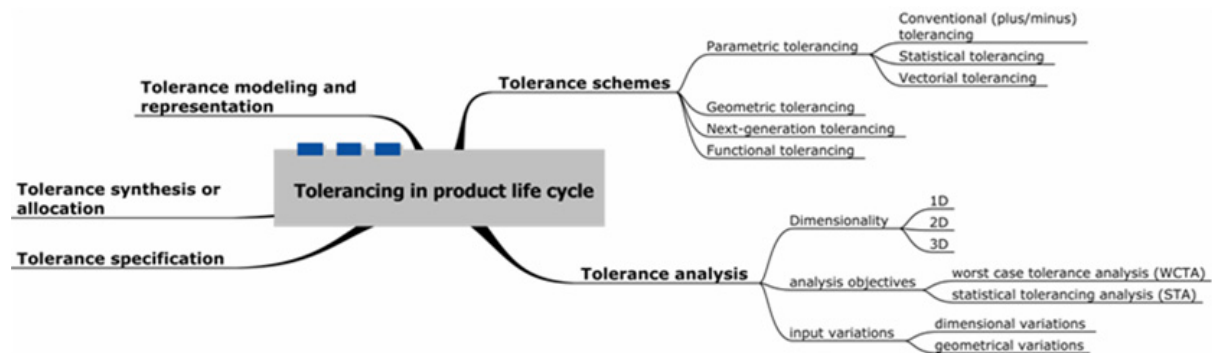 Tolerance modeling and
representation
Tolerance synthesis or
allocation
Tolerance specification
Tolerancing in product life cycle
Tolerance schemes
Parametric tolerancing
Conventional (plus/minus)
tolerancing
Statistical tolerancing
Vectorial tolerancing
Geometric tolerancing
Next-generation tolerancing
Functional tolerancing
Tolerance analysis
Dimensionality
1D
2D
3D
analysis objectives
worst case tolerance analysis (WCTA)
statistical tolerancing analysis (STA)
input variations
dimensional variations
geometrical variations